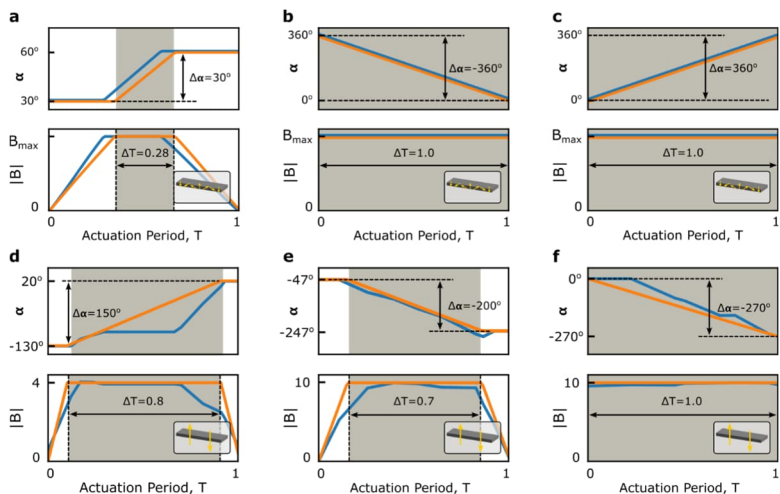 a
60°
α
30°
Δα=30°
B_max
|B|
0
ΔT=0.28
0
1
Actuation Period, T
b
360°
α
0°
Δα=-360°
B_max
|B|
0
ΔT=1.0
0
1
Actuation Period, T
c
360°
α
0°
Δα=360°
B_max
|B|
0
ΔT=1.0
0
1
Actuation Period, T
d
20°
α
-130°
Δα=150°
4
|B|
0
ΔT=0.8
0
1
Actuation Period, T
e
-47°
α
-247°
Δα=-200°
10
|B|
0
ΔT=0.7
0
1
Actuation Period, T
f
0°
α
-270°
Δα=-270°
10
|B|
0
ΔT=1.0
0
1
Actuation Period, T